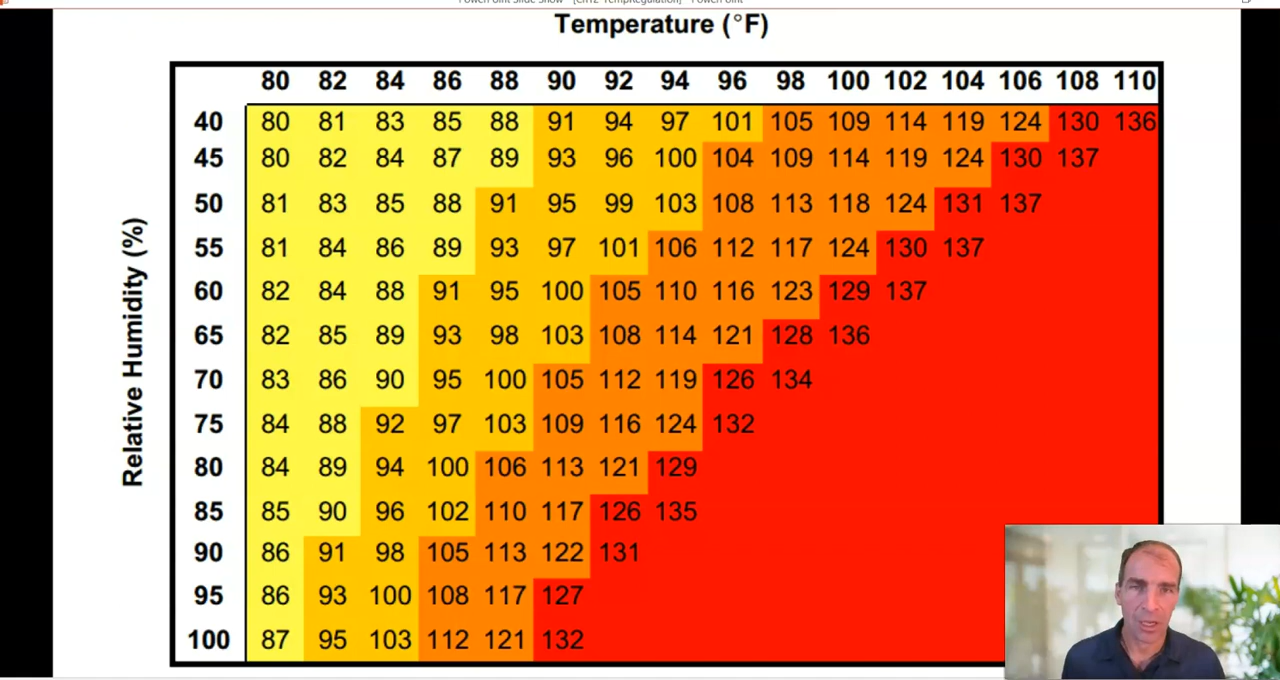 PowerPoint Slide Show - [Ch12-TempRegulation] - PowerPoint
Temperature (°F)
80 82 84 86 88 90 92 94 96 98 100 102 104 106 108 110
Relative Humidity (%)
40 80 81 83 85 88 91 94 97 101 105 109 114 119 124 130 136
45 80 82 84 87 89 93 96 100 104 109 114 119 124 130 137
50 81 83 85 88 91 95 99 103 108 113 118 124 131 137
55 81 84 86 89 93 97 101 106 112 117 124 130 137
60 82 84 88 91 95 100 105 110 116 123 129 137
65 82 85 89 93 98 103 108 114 121 128 136
70 83 86 90 95 100 105 112 119 126 134
75 84 88 92 97 103 109 116 124 132
80 84 89 94 100 106 113 121 129
85 85 90 96 102 110 117 126 135
90 86 91 98 105 113 122 131
95 86 93 100 108 117 127
100 87 95 103 112 121 132